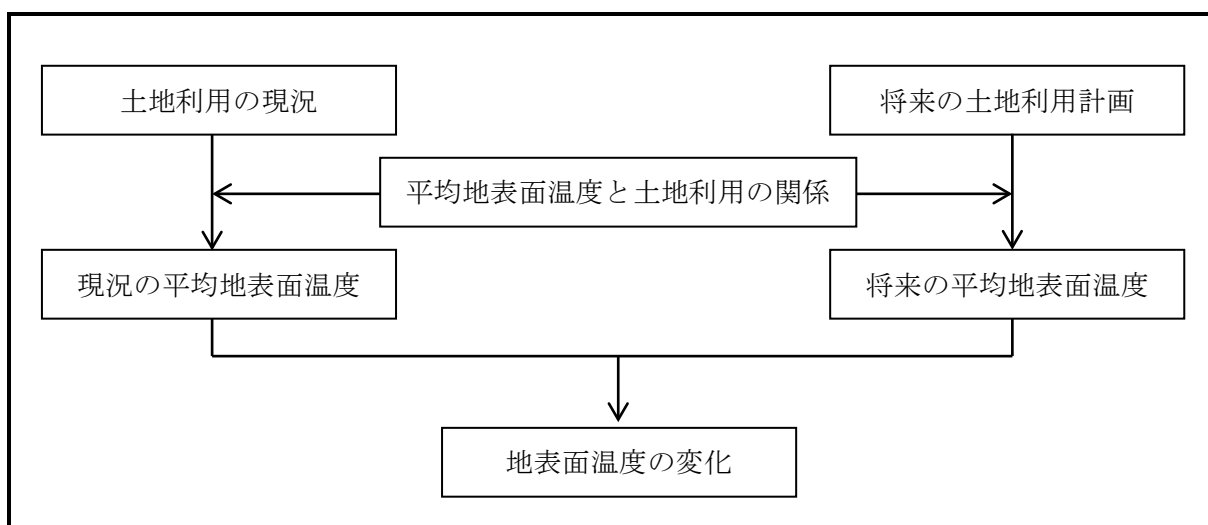 土地利用の現況
将来の土地利用計画
平均地表面温度と土地利用の関係
現況の平均地表面温度
将来の平均地表面温度
地表面温度の変化